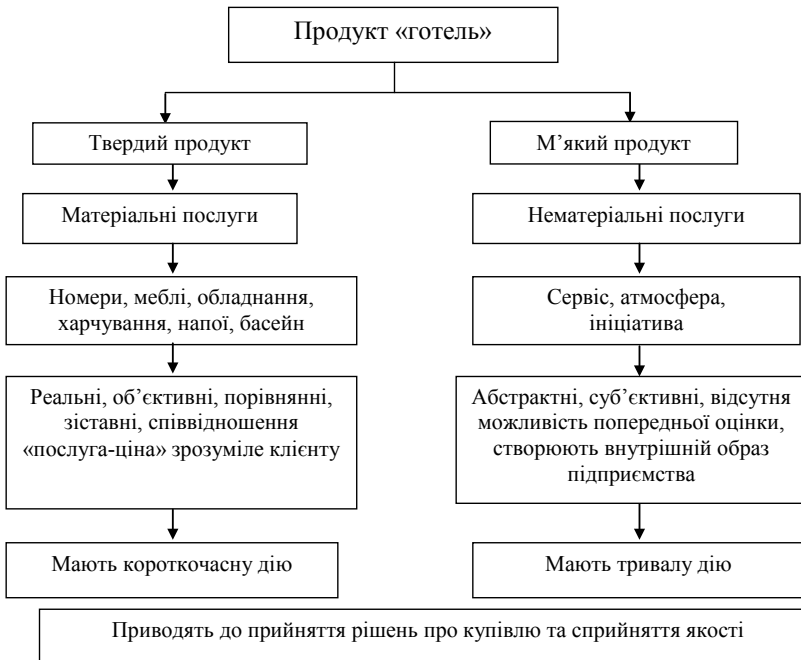 Продукт «готель»
Твердий продукт
М’який продукт
Матеріальні послуги
Нематеріальні послуги
Номери, меблі, обладнання,
харчування, напої, басейн
Сервіс, атмосфера,
ініціатива
Реальні, об’єктивні, порівнянні,
зіставні, співвідношення
«послуга-ціна» зрозуміле клієнту
Абстрактні, суб’єктивні, відсутня
можливість попередньої оцінки,
створюють внутрішній образ
підприємства
Мають короткочасну дію
Мають тривалу дію
Приводять до прийняття рішень про купівлю та сприйняття якості